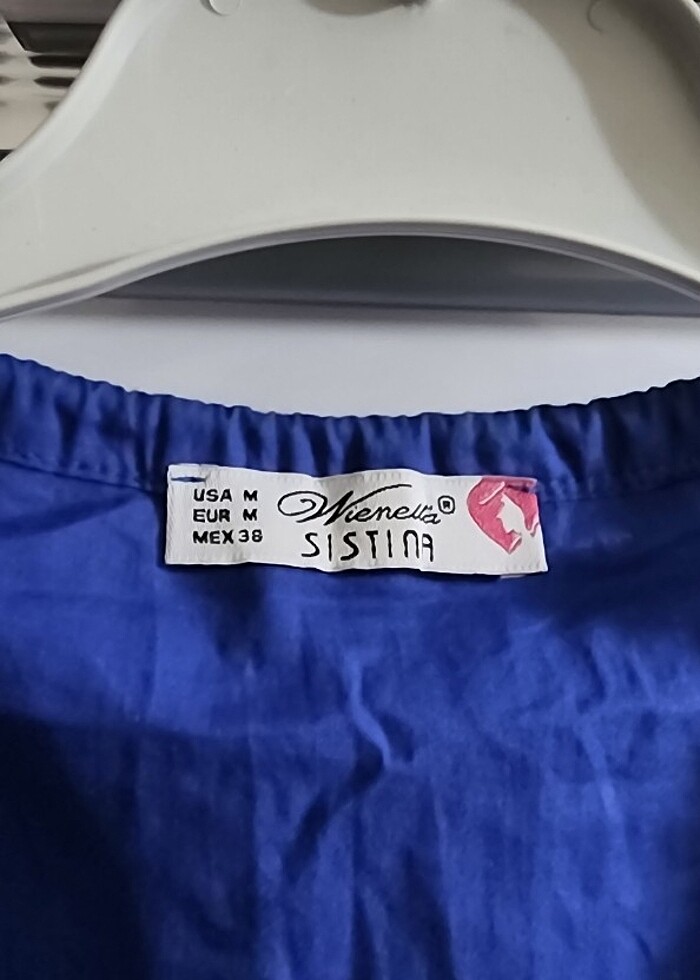 USA M
EUR M
MEX 38
Wienella®
SISTINA